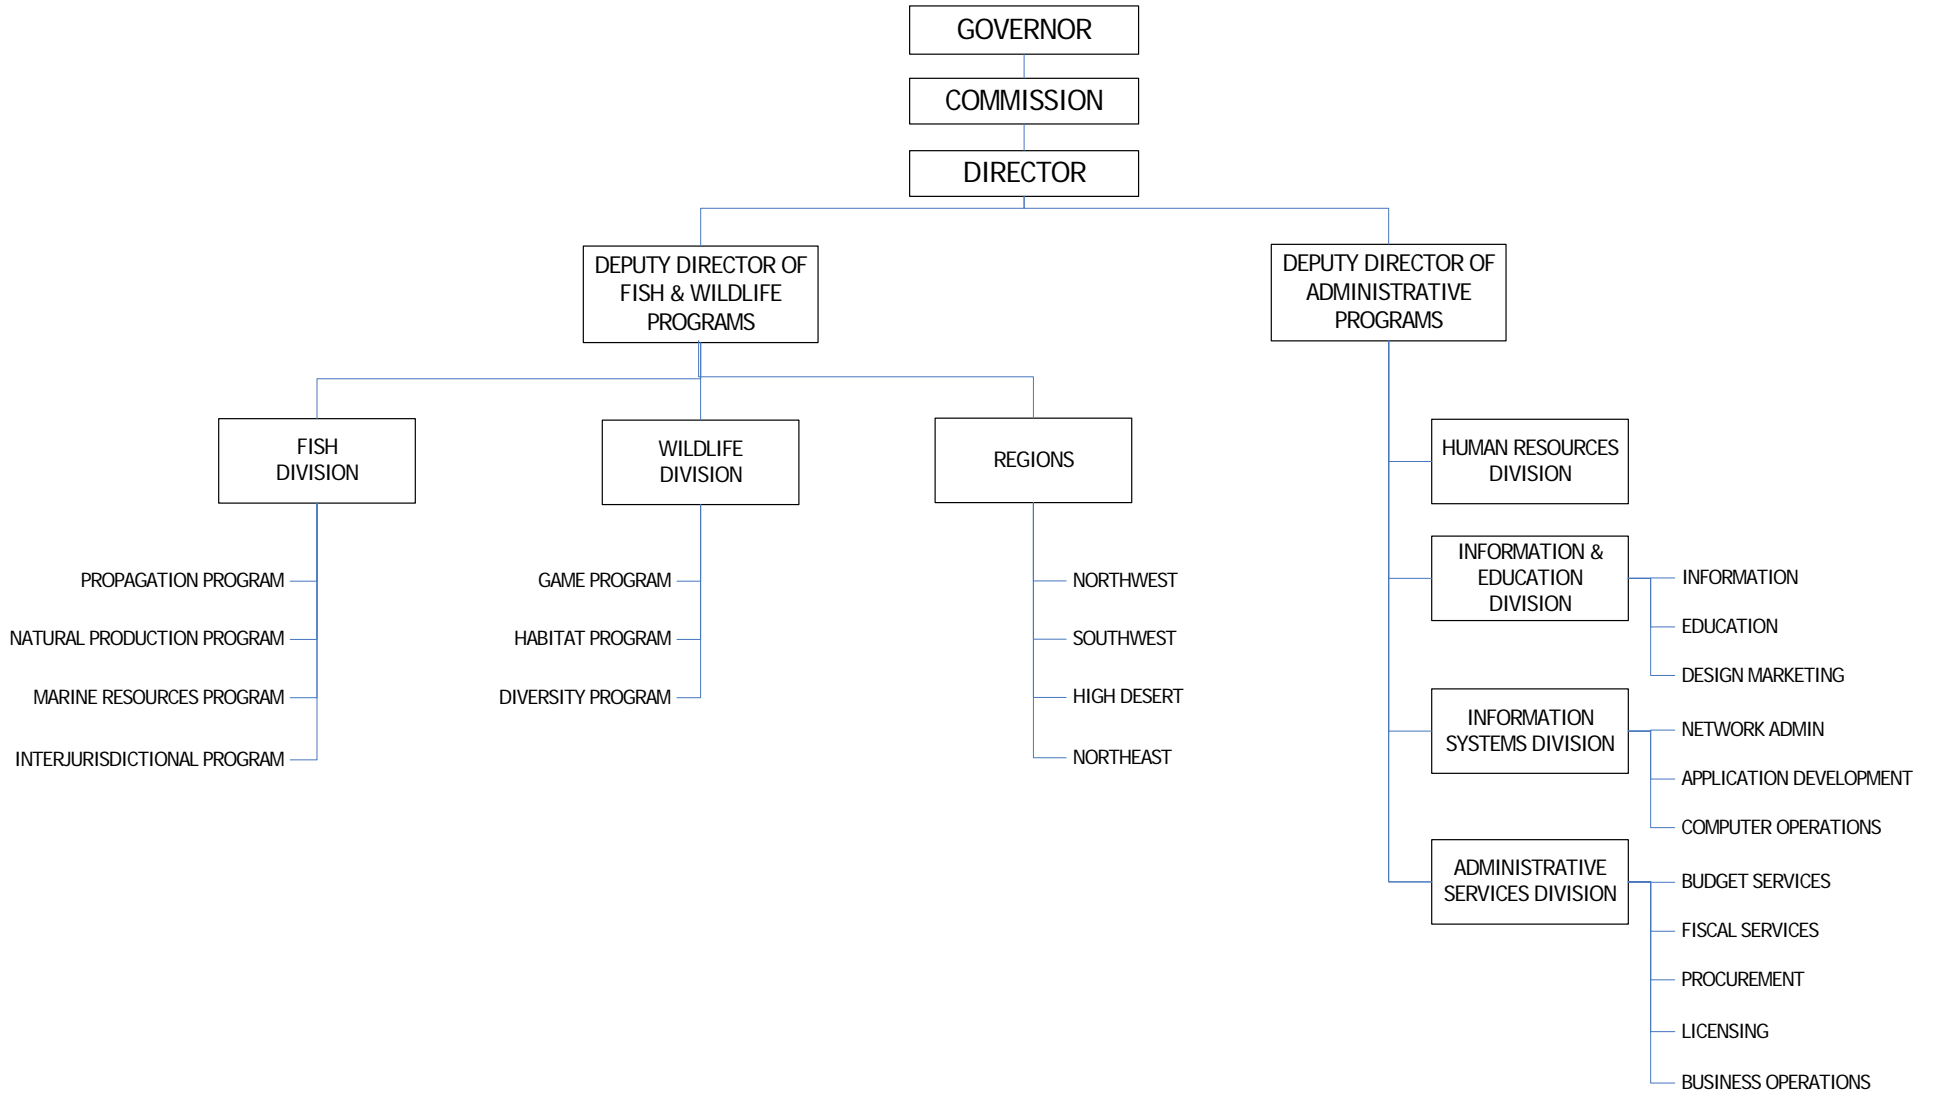 GOVERNOR
COMMISSION
DIRECTOR
DEPUTY DIRECTOR OF
FISH & WILDLIFE
PROGRAMS
DEPUTY DIRECTOR OF
ADMINISTRATIVE
PROGRAMS
FISH
DIVISION
WILDLIFE
DIVISION
REGIONS
PROPAGATION PROGRAM
NATURAL PRODUCTION PROGRAM
MARINE RESOURCES PROGRAM
INTERJURISDICTIONAL PROGRAM
GAME PROGRAM
HABITAT PROGRAM
DIVERSITY PROGRAM
NORTHWEST
SOUTHWEST
HIGH DESERT
NORTHEAST
HUMAN RESOURCES
DIVISION
INFORMATION &
EDUCATION
DIVISION
INFORMATION
EDUCATION
DESIGN MARKETING
INFORMATION
SYSTEMS DIVISION
NETWORK ADMIN
APPLICATION DEVELOPMENT
COMPUTER OPERATIONS
ADMINISTRATIVE
SERVICES DIVISION
BUDGET SERVICES
FISCAL SERVICES
PROCUREMENT
LICENSING
BUSINESS OPERATIONS